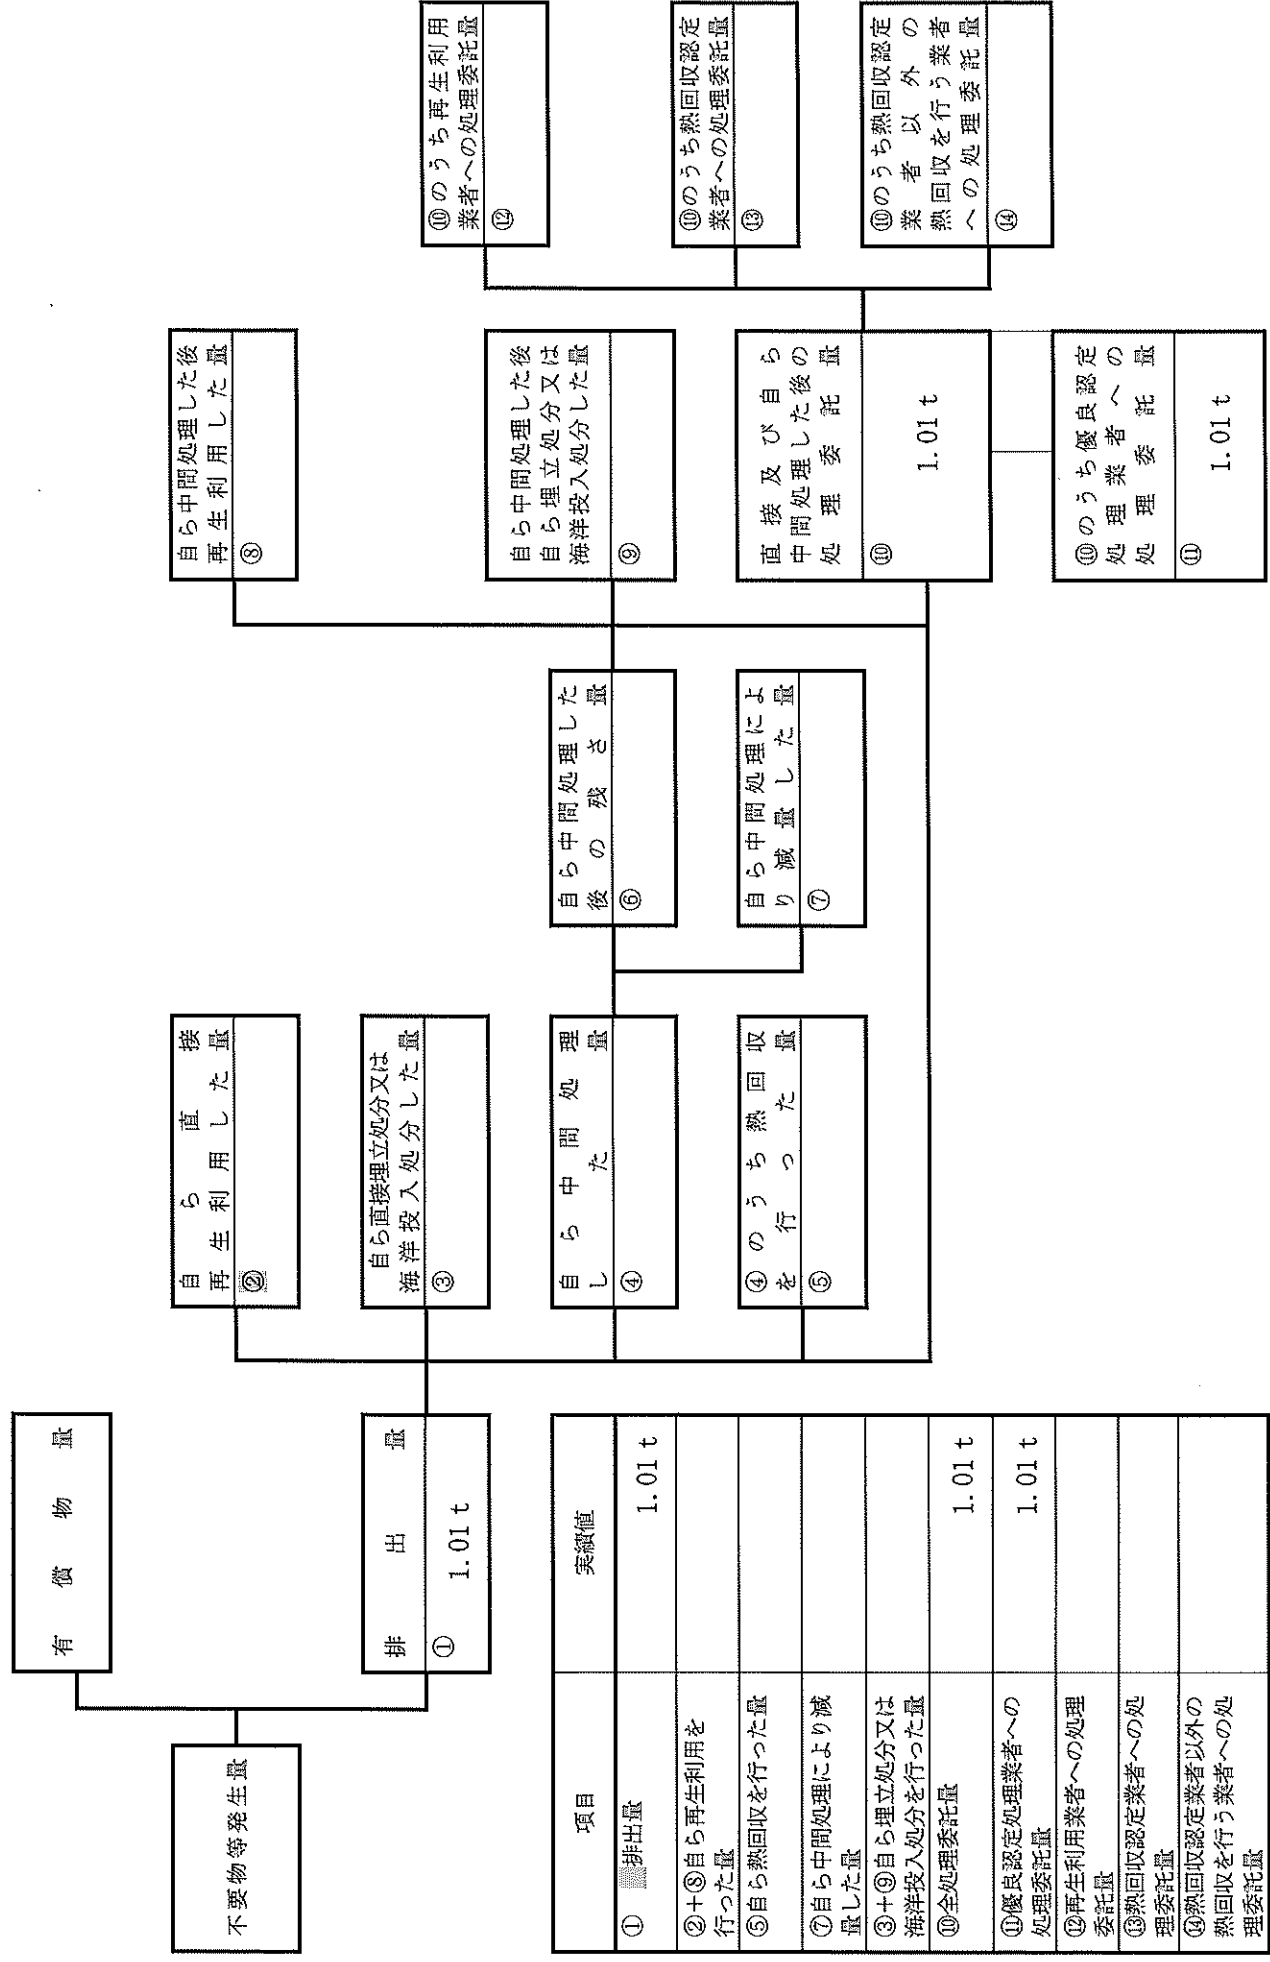 不要物等発生量
有償物量
排出量
① 1.01 t
自ら直接
再生利用した量
②
自ら直接埋立処分又は
海洋投入処分した量
③
自ら中間処理
した量
④
④のうち熱回収
を行った量
⑤
自ら中間処理した
後の残さ量
⑥
自ら中間処理によ
り減量した量
⑦
自ら中間処理した後
再生利用した量
⑧
自ら中間処理した後
自ら埋立処分又は
海洋投入処分した量
⑨
直接及び自ら
中間処理した後の
処理委託量
⑩ 1.01 t
⑩のうち優良認定
処理業者への
処理委託量
⑪ 1.01 t
⑩のうち再生利用
業者への処理委託量
⑫
⑩のうち熱回収認定
業者への処理委託量
⑬
⑩のうち熱回収認定
業者以外の
熱回収を行う業者
への処理委託量
⑭
項目 実績値
① 排出量 1.01 t
②+⑧自ら再生利用を
行った量
⑤自ら熱回収を行った量
⑦自ら中間処理により減
量した量
③+⑨自ら埋立処分又は
海洋投入処分を行った量
⑩全処理委託量 1.01 t
⑪優良認定処理業者への
処理委託量 1.01 t
⑫再生利用業者への処理
委託量
⑬熱回収認定業者への処
理委託量
⑭熱回収認定業者以外の
熱回収を行う業者への処
理委託量